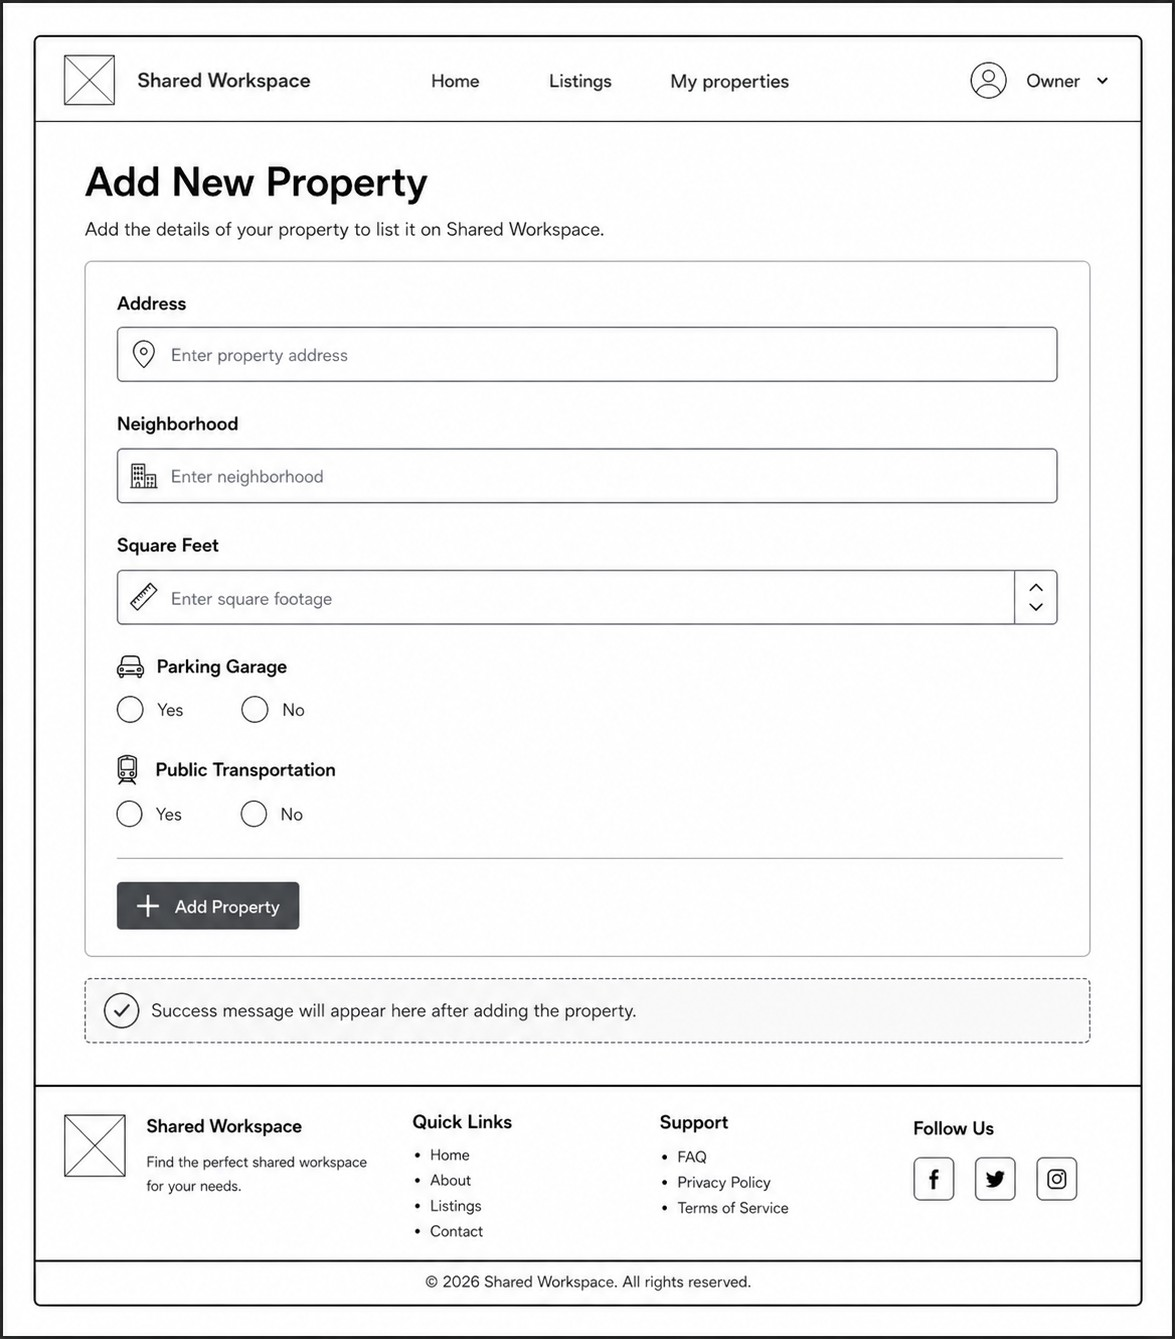 Shared Workspace
Home
Listings
My properties
Owner
Add New Property
Add the details of your property to list it on Shared Workspace.
Address
Enter property address
Neighborhood
Enter neighborhood
Square Feet
Enter square footage
Parking Garage
Yes
No
Public Transportation
Yes
No
Add Property
Success message will appear here after adding the property.
Shared Workspace
Find the perfect shared workspace
for your needs.
Quick Links
• Home
• About
• Listings
• Contact
Support
• FAQ
• Privacy Policy
• Terms of Service
Follow Us
© 2026 Shared Workspace. All rights reserved.